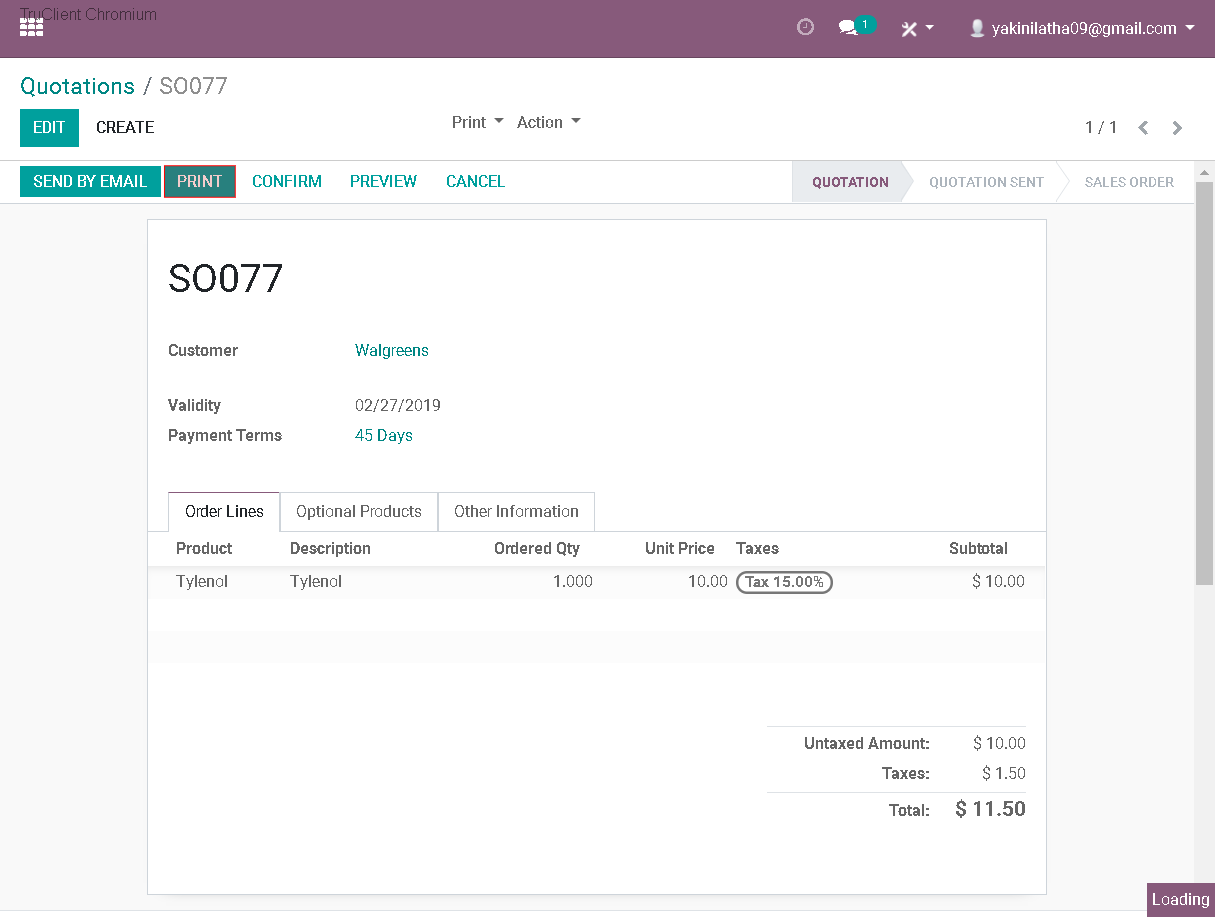 TruClient Chromium
1
yakinilatha09@gmail.com
Quotations / SO077
EDIT CREATE Print Action 1 / 1
SEND BY EMAIL PRINT CONFIRM PREVIEW CANCEL QUOTATION QUOTATION SENT SALES ORDER
SO077
Customer Walgreens
Validity 02/27/2019
Payment Terms 45 Days
Order Lines Optional Products Other Information
Product Description Ordered Qty Unit Price Taxes Subtotal
Tylenol Tylenol 1.000 10.00 Tax 15.00% $ 10.00
Untaxed Amount: $ 10.00
Taxes: $ 1.50
Total: $ 11.50
Loading